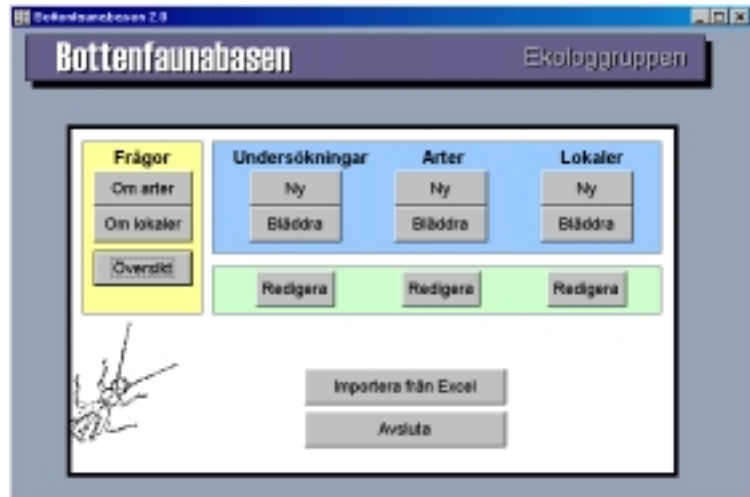 Bottenfaunabasen 2.0
Bottenfaunabasen
Ekologgruppen
Frågor
Om arter
Om lokaler
Översikt
Undersökningar
Arter
Lokaler
Ny
Ny
Ny
Bläddra
Bläddra
Bläddra
Redigera
Redigera
Redigera
Importera från Excel
Avsluta